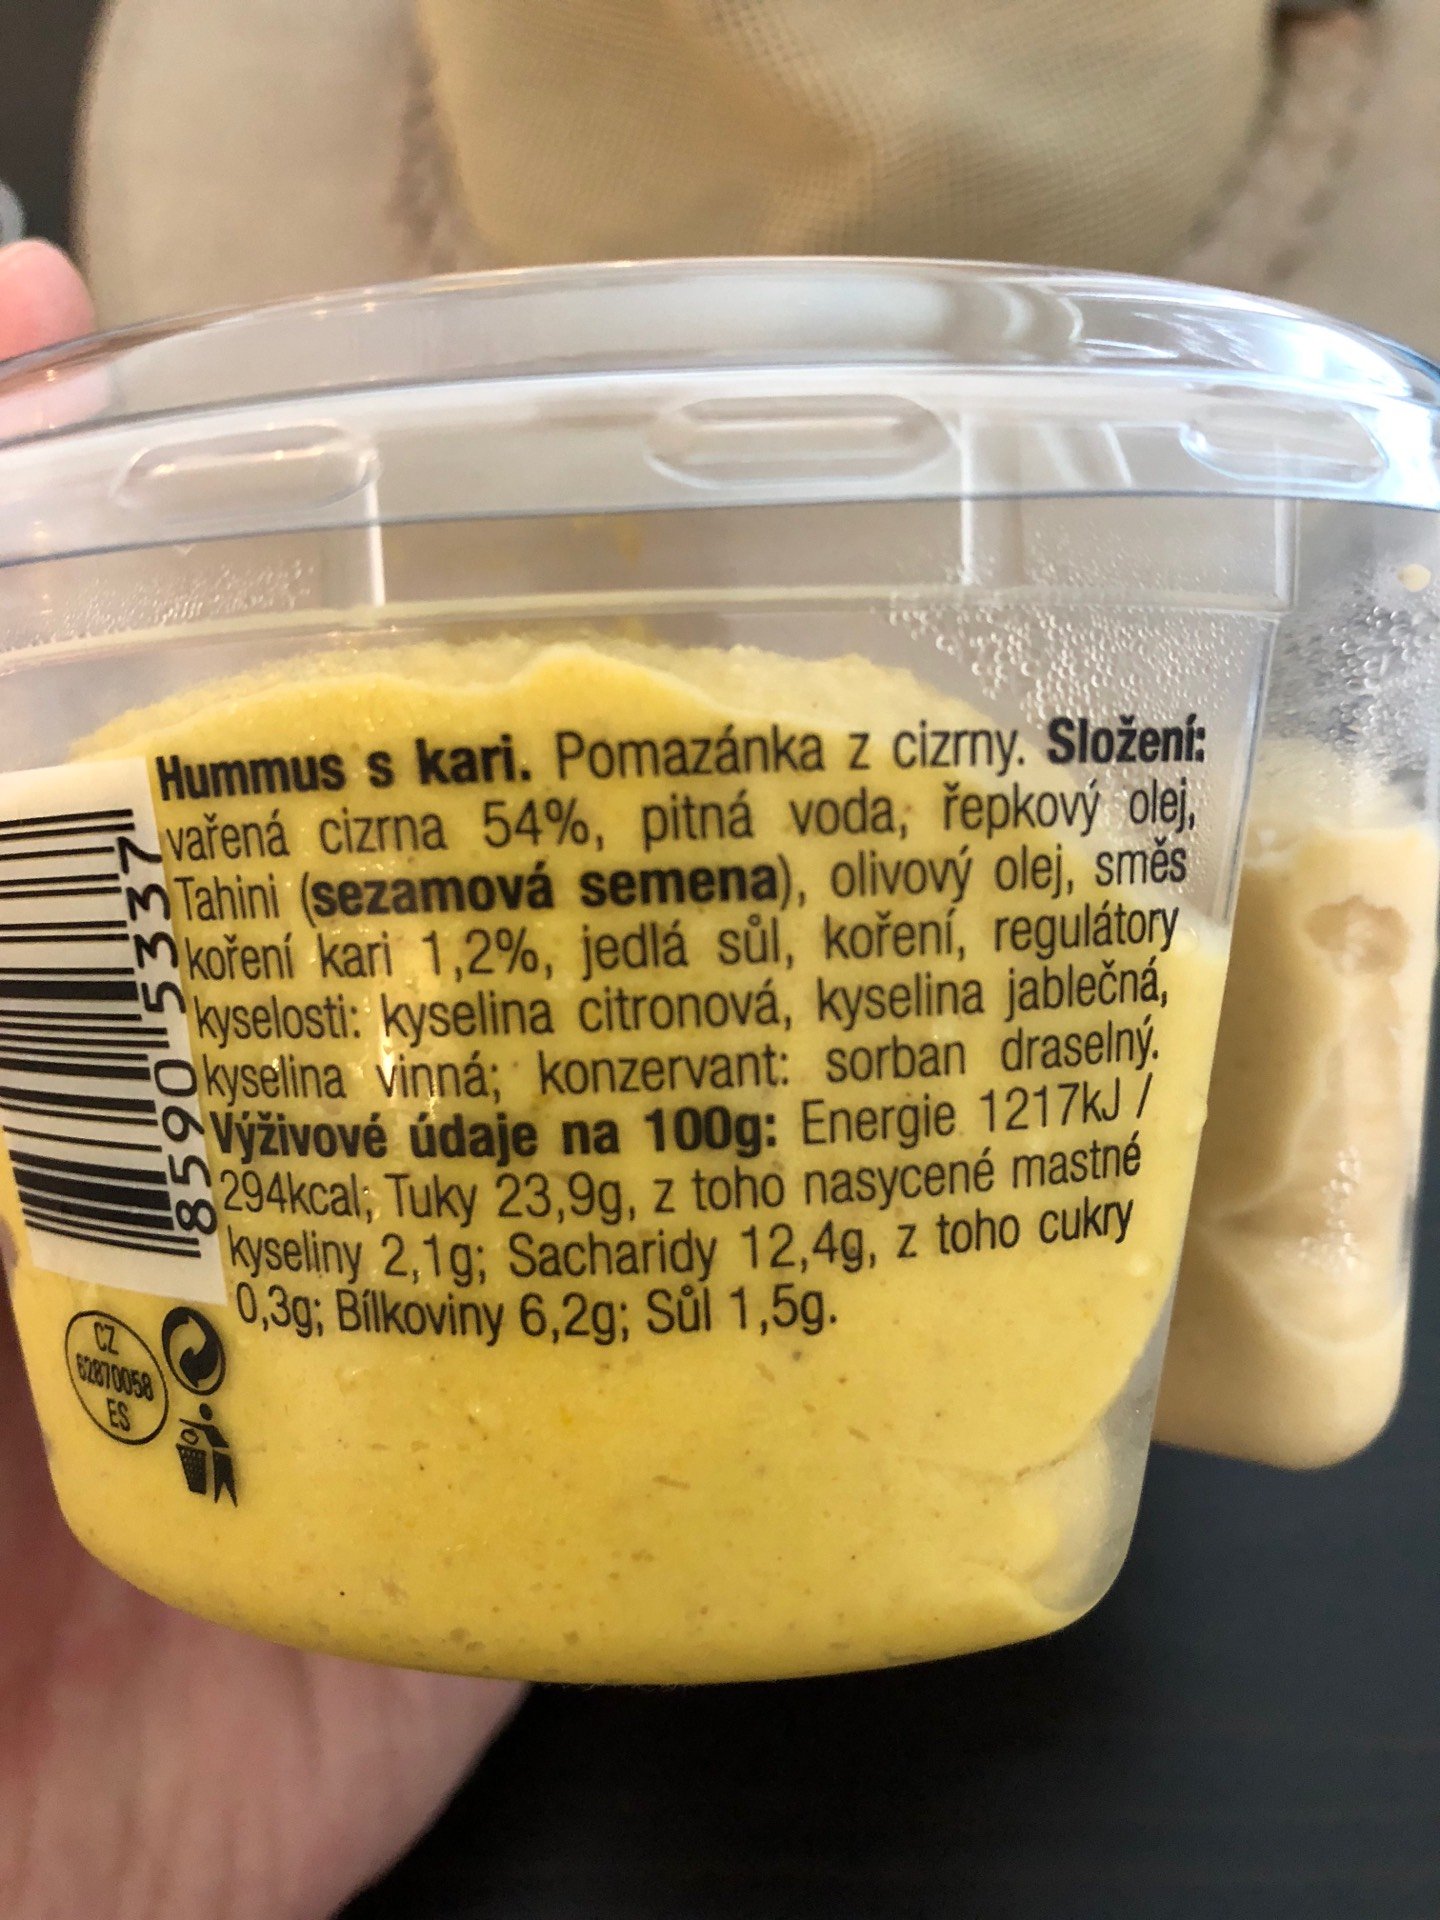 Hummus s kari. Pomazánka z cizrny. Složení:
vařená cizrna 54%, pitná voda, řepkový olej,
Tahini (sezamová semena), olivový olej, směs
koření kari 1,2%, jedlá sůl, koření, regulátory
kyselosti: kyselina citronová, kyselina jablečná,
kyselina vinná; konzervant: sorban draselný.
Výživové údaje na 100g: Energie 1217kJ /
294kcal; Tuky 23,9g, z toho nasycené mastné
kyseliny 2,1g; Sacharidy 12,4g, z toho cukry
0,3g; Bílkoviny 6,2g; Sůl 1,5g.
8590155337
CZ
62870058
ES